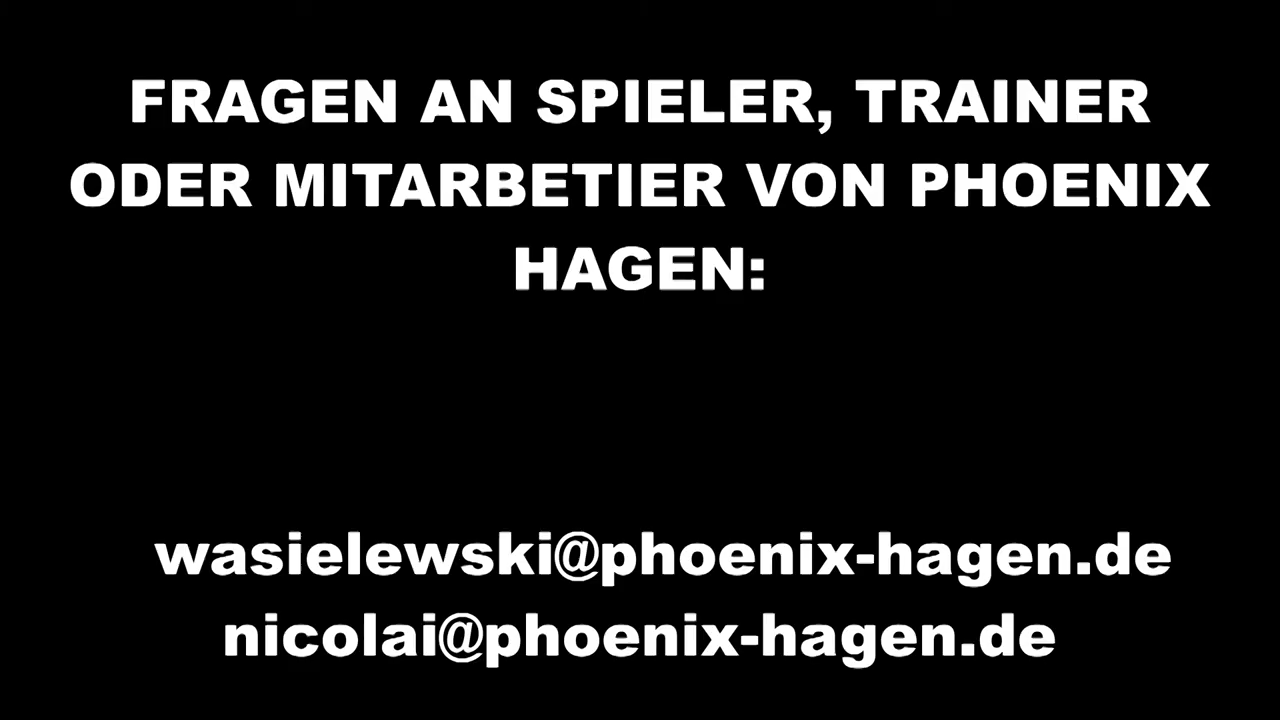 FRAGEN AN SPIELER, TRAINER
ODER MITARBETIER VON PHOENIX
HAGEN:
wasielewski@phoenix-hagen.de
nicolai@phoenix-hagen.de